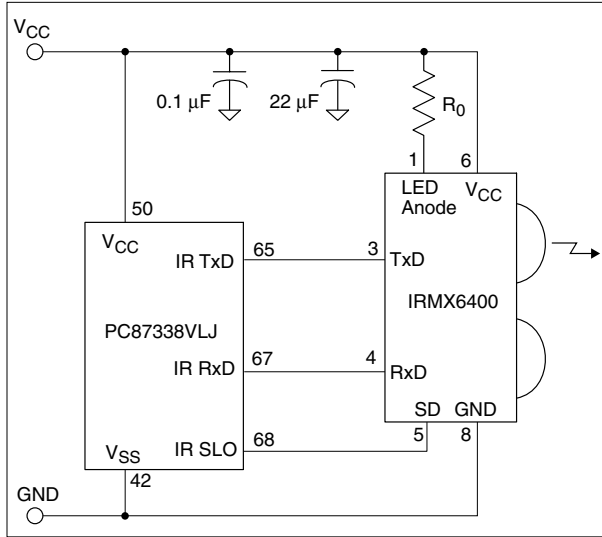 VCC
0.1 µF
22 µF
R0
1
6
LED
Anode
VCC
50
VCC
IR TxD
65
3
TxD
IRMX6400
PC87338VLJ
IR RxD
67
4
RxD
SD
GND
IR SLO
68
5
8
VSS
42
GND